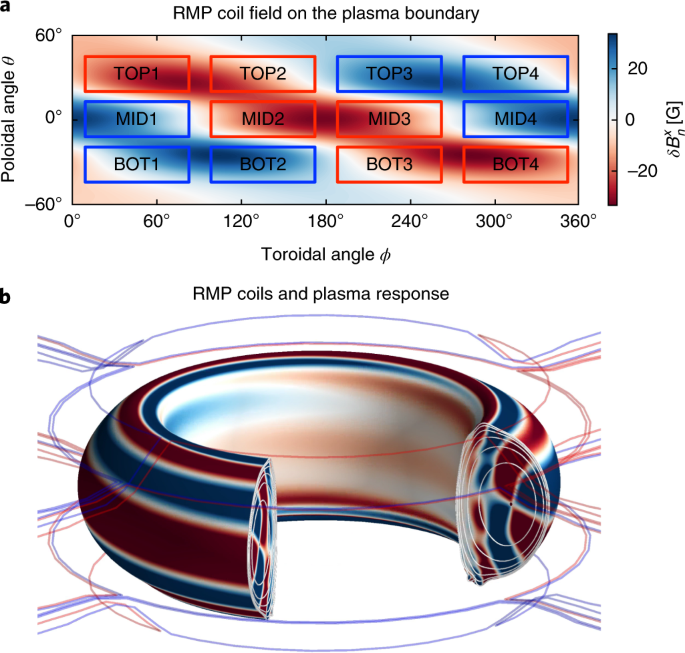 a
RMP coil field on the plasma boundary
60°
0°
−60°
Poloidal angle θ
TOP1 TOP2 TOP3 TOP4
MID1 MID2 MID3 MID4
BOT1 BOT2 BOT3 BOT4
0° 60° 120° 180° 240° 300° 360°
Toroidal angle ϕ
20
0
−20
δBₙˣ [G]
b
RMP coils and plasma response